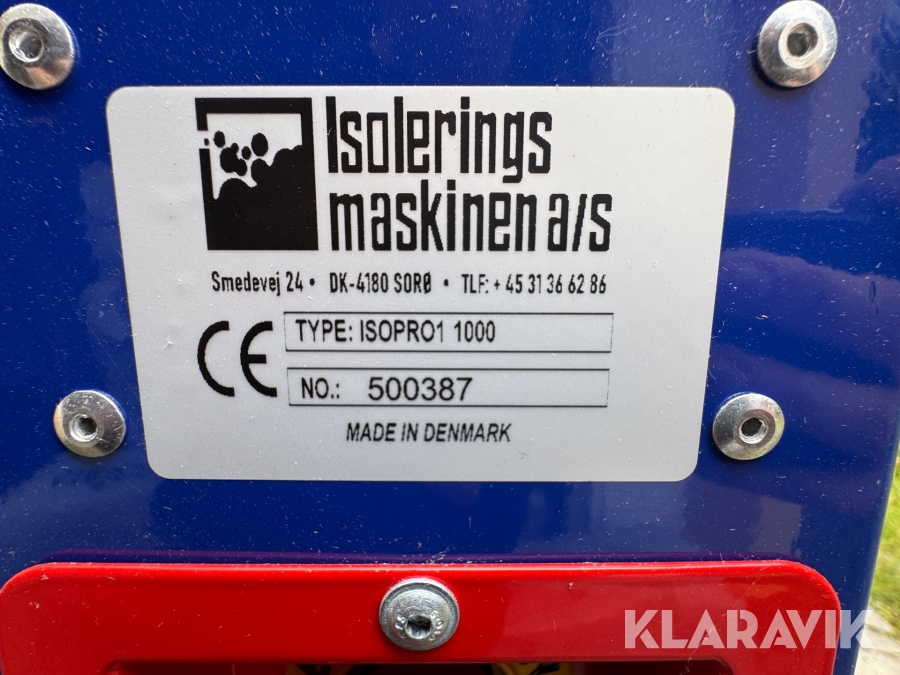 Isolerings
maskinen a/s
Smedevej 24 • DK-4180 SORØ • TLF: + 45 31 36 62 86
CE
TYPE: ISOPRO1 1000
NO.: 500387
MADE IN DENMARK
KLARAVIK